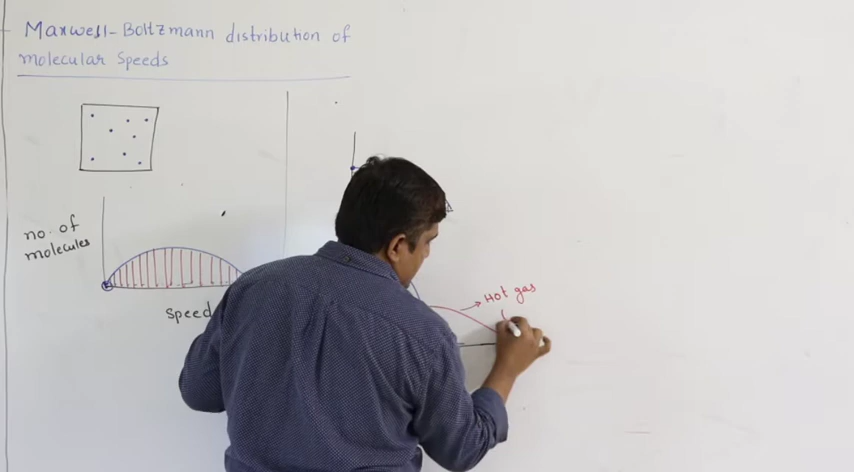 Maxwell-Boltzmann distribution of
molecular Speeds
no. of
molecules
speed
Hot gas